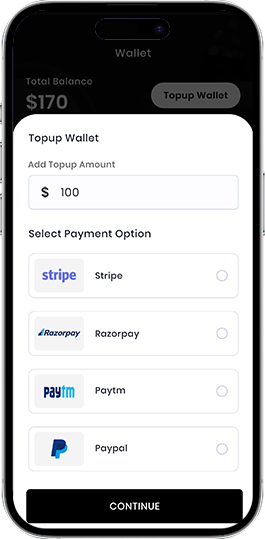 Wallet
Total Balance
$170
Topup Wallet
Topup Wallet
Add Topup Amount
$ 100
Select Payment Option
stripe Stripe
Razorpay Razorpay
paytm Paytm
Paypal
CONTINUE